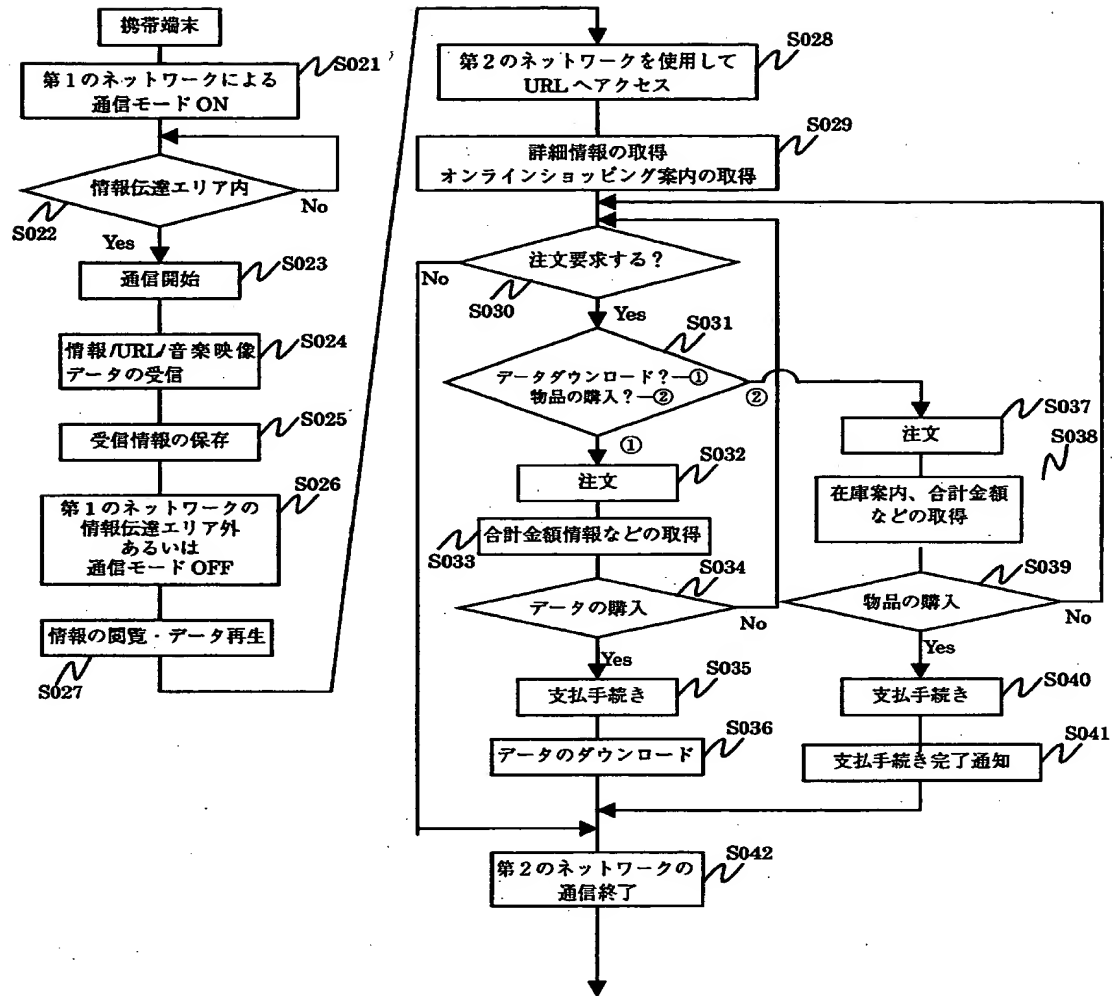 携帯端末
第1のネットワークによる
通信モード ON
S021
情報伝達エリア内
No
S022
Yes
通信開始
S023
情報/URL/音楽映像
データの受信
S024
受信情報の保存
S025
第1のネットワークの
情報伝達エリア外
あるいは
通信モード OFF
S026
情報の閲覧・データ再生
S027
第2のネットワークを使用して
URLへアクセス
S028
詳細情報の取得
オンラインショッピング案内の取得
S029
注文要求する?
No
S030
Yes
S031
データダウンロード?―①
物品の購入?―②
②
①
注文
S032
合計金額情報などの取得
S033
S034
データの購入
No
Yes
支払手続き
S035
データのダウンロード
S036
注文
S037
S038
在庫案内、合計金額
などの取得
S039
物品の購入
No
Yes
支払手続き
S040
支払手続き完了通知
S041
第2のネットワークの
通信終了
S042